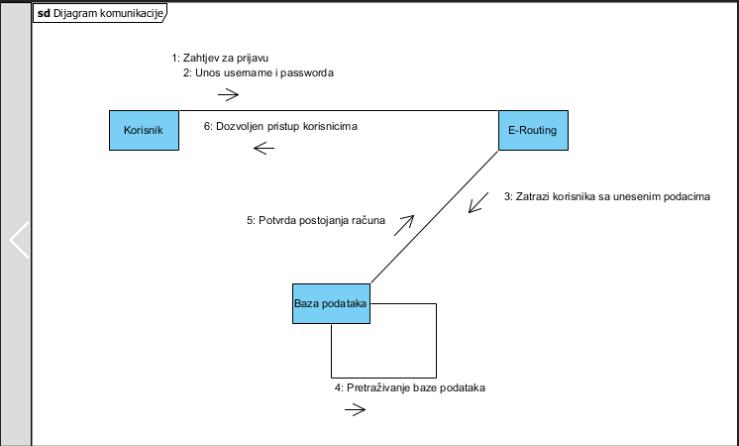 sd Dijagram komunikacije
1: Zahtjev za prijavu
2: Unos username i passworda
Korisnik
6: Dozvoljen pristup korisnicima
E-Routing
3: Zatrazi korisnika sa unesenim podacima
5: Potvrda postojanja računa
Baza podataka
4: Pretraživanje baze podataka